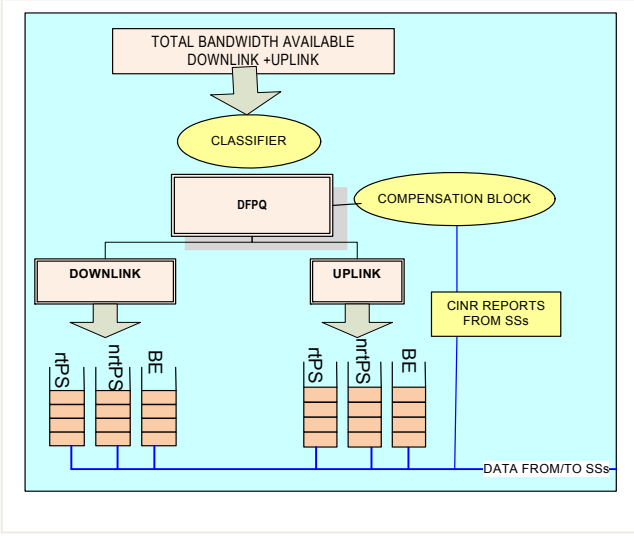 TOTAL BANDWIDTH AVAILABLE
DOWNLINK +UPLINK
CLASSIFIER
DFPQ
COMPENSATION BLOCK
DOWNLINK
UPLINK
CINR REPORTS
FROM SSs
rtPS
nrtPS
BE
rtPS
nrtPS
BE
DATA FROM/TO SSs